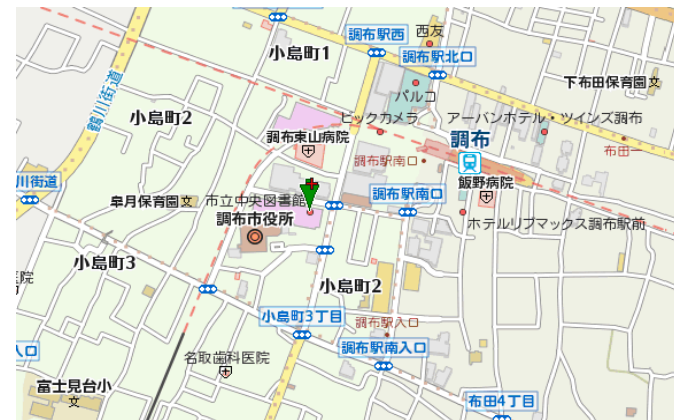 西友
調布駅西
小島町1
調布駅北口
下布田保育園
パルコ
鶴川街道
小島町2
ビックカメラ
アーバンホテル・ツインズ調布
調布東山病院
調布
布田一
調布駅南口
川街道
飯野病院
調布駅南口
皐月保育園
市立中央図書館
調布市役所
ホテルリブマックス調布駅前
小島町3
医院
小島町2
小島町3丁目
調布駅入口
入口
調布駅南入口
名取歯科医院
富士見台小
布田4丁目